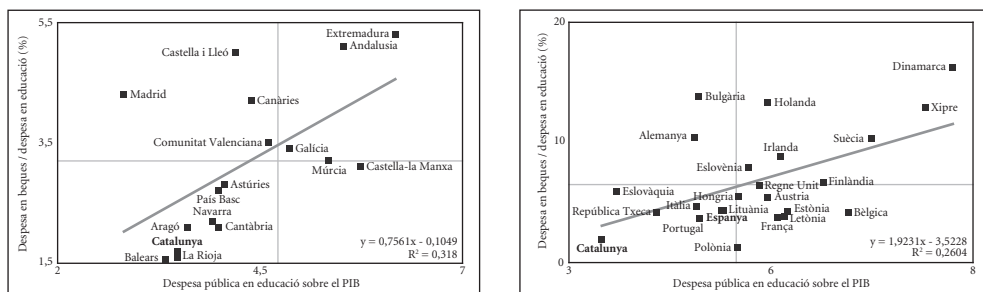 Despesa en beques / despesa en educació (%)
5,5
3,5
1,5
2
4,5
7
Despesa pública en educació sobre el PIB
Extremadura
Andalusia
Castella i Lleó
Madrid
Canàries
Comunitat Valenciana
Galícia
Múrcia
Castella-la Manxa
Astúries
País Basc
Navarra
Aragó
Cantàbria
Catalunya
La Rioja
Balears
y = 0,7561x - 0,1049
R² = 0,318
Despesa en beques / despesa en educació (%)
20
10
0
3
6
8
Despesa pública en educació sobre el PIB
Dinamarca
Bulgària
Holanda
Xipre
Alemanya
Suècia
Irlanda
Eslovènia
Finlàndia
Regne Unit
Eslovàquia
Hongria
Àustria
República Txeca
Itàlia
Lituània
Estònia
Bèlgica
Espanya
Letònia
Portugal
França
Catalunya
Polònia
y = 1,9231x - 3,5228
R² = 0,2604